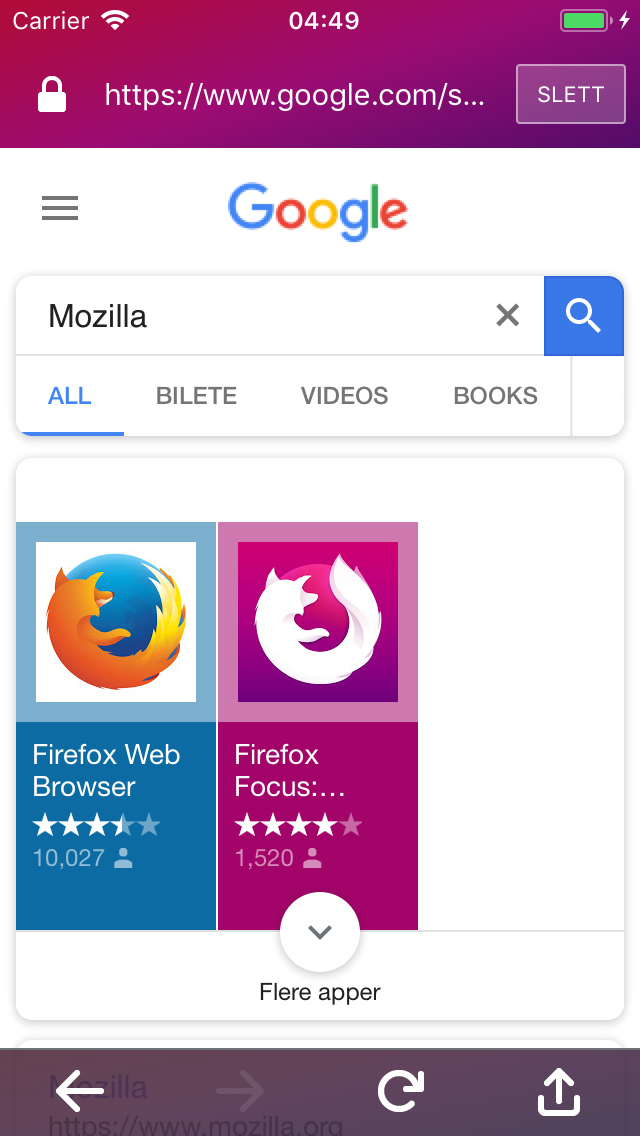 Carrier 04:49
https://www.google.com/s... SLETT
Google
Mozilla
ALL BILETE VIDEOS BOOKS
Firefox Web
Browser
10,027
Firefox
Focus:...
1,520
Flere apper
Mozilla
https://www.mozilla.org